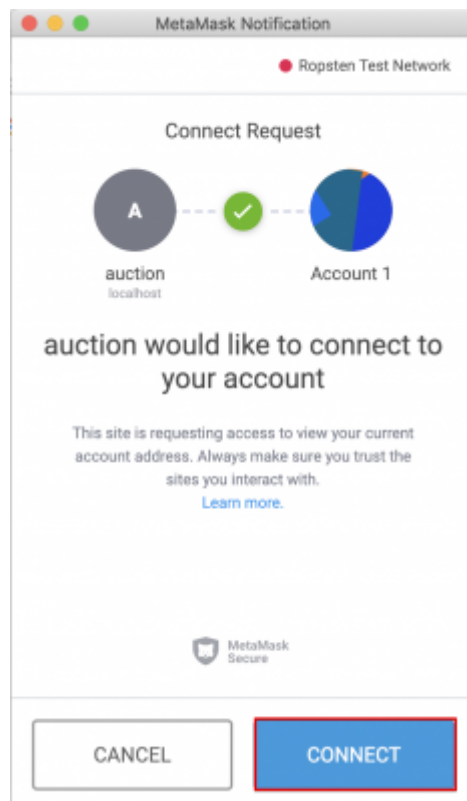 MetaMask Notification
Ropsten Test Network
Connect Request
A
auction
localhost
Account 1
auction would like to connect to
your account
This site is requesting access to view your current
account address. Always make sure you trust the
sites you interact with.
Learn more.
MetaMask
Secure
CANCEL
CONNECT